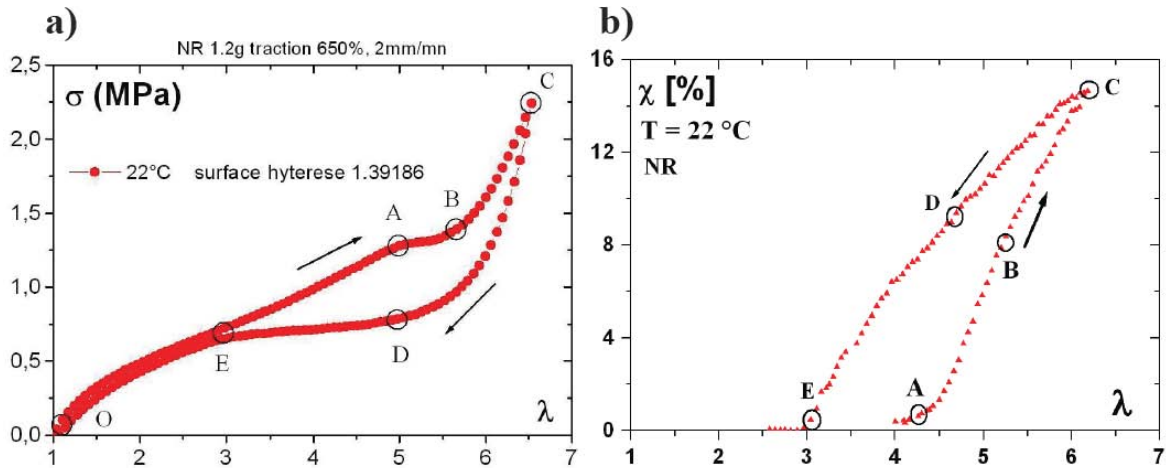 a)
NR 1.2g traction 650%, 2mm/mn
2,5
2,0
1,5
1,0
0,5
0,0
σ (MPa)
22°C surface hyterese 1.39186
O
E
A
B
C
D
λ
1 2 3 4 5 6 7
b)
16
12
8
4
0
χ [%]
T = 22 °C
NR
C
D
B
E
A
λ
1 2 3 4 5 6 7